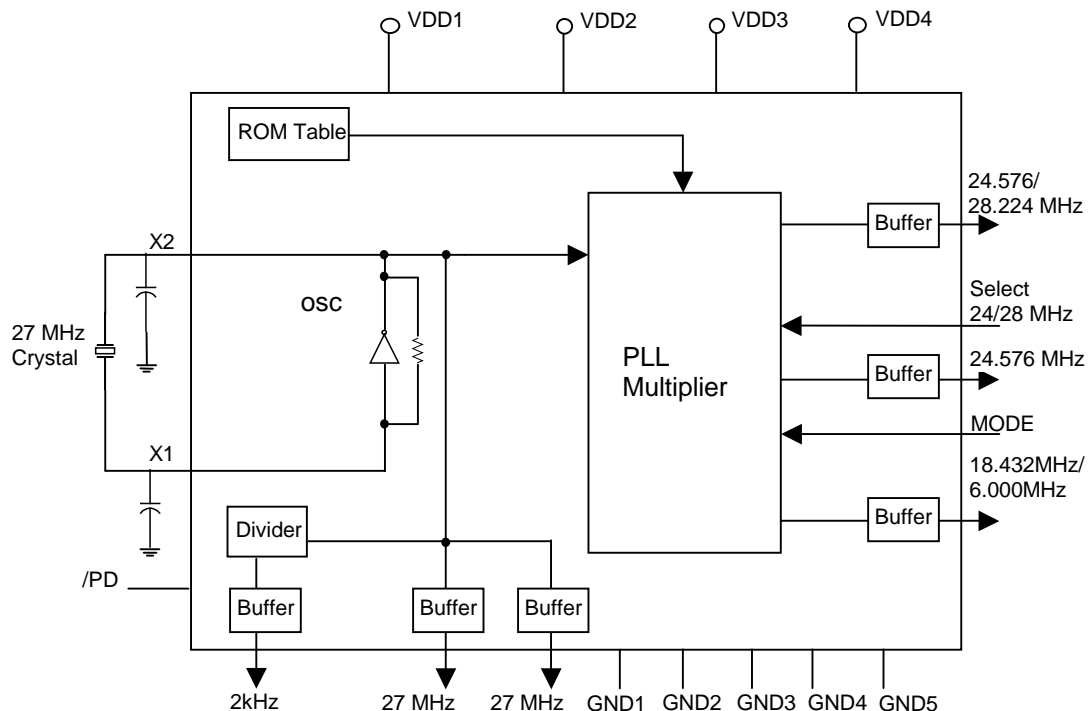 VDD1
VDD2
VDD3
VDD4
ROM Table
24.576/
28.224 MHz
Buffer
X2
OSC
Select
24/28 MHz
27 MHz
Crystal
PLL
Multiplier
24.576 MHz
Buffer
MODE
X1
18.432MHz/
6.000MHz
Buffer
Divider
/PD
Buffer
Buffer
Buffer
2kHz
27 MHz
27 MHz
GND1
GND2
GND3
GND4
GND5